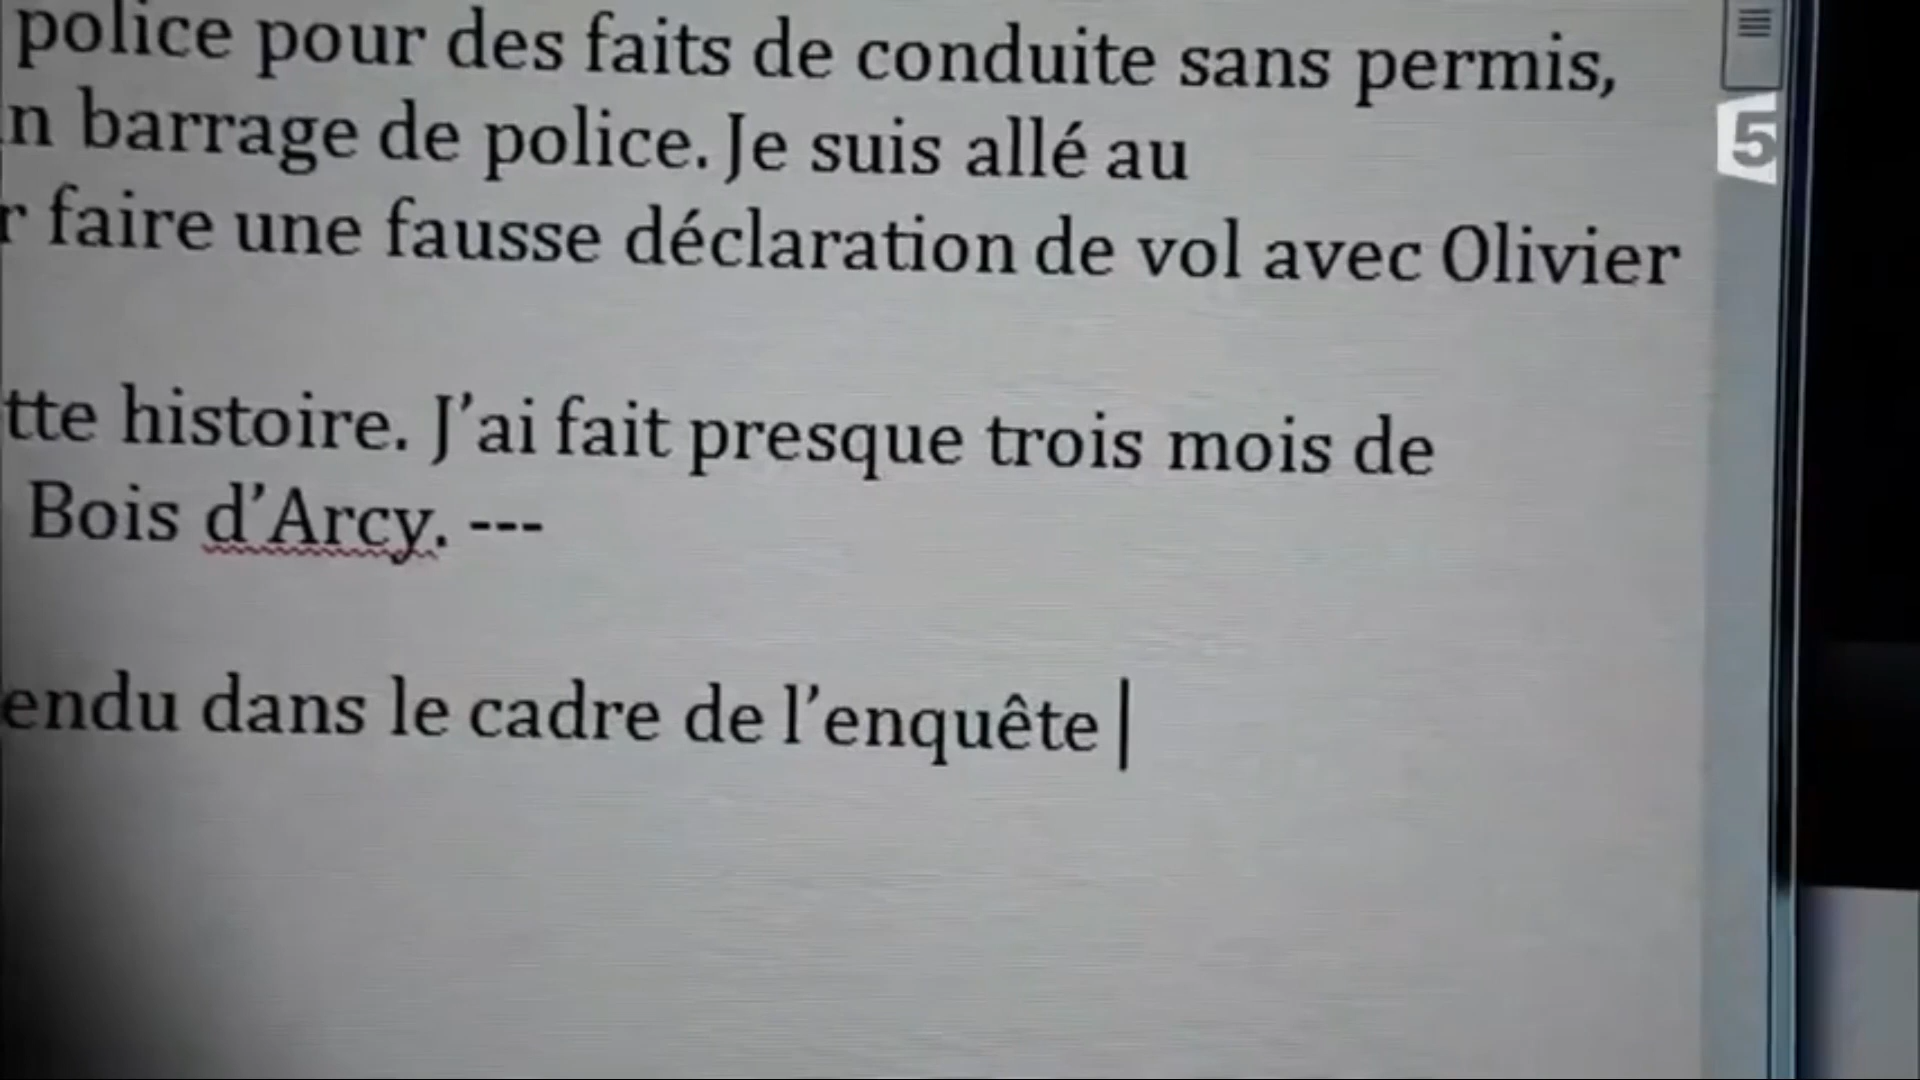 police pour des faits de conduite sans permis,
n barrage de police. Je suis allé au
r faire une fausse déclaration de vol avec Olivier
tte histoire. J’ai fait presque trois mois de
Bois d’Arcy. ---
endu dans le cadre de l’enquête
5